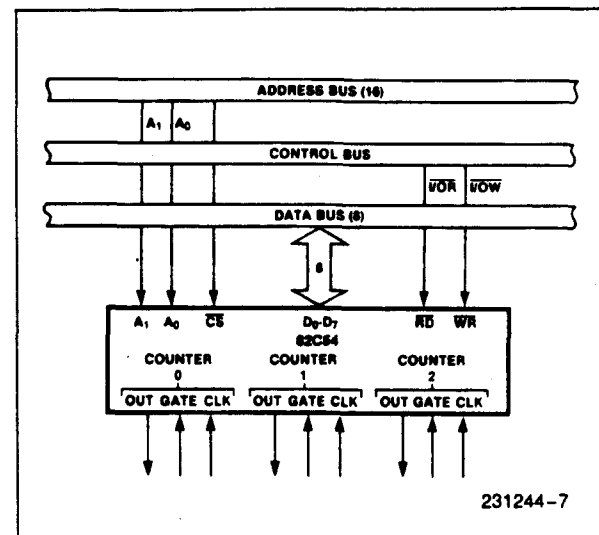 ADDRESS BUS (16)
A₁ A₀
CONTROL BUS
I/OR I/OW
DATA BUS (8)
8
A₁ A₀ CS D₀-D₇ RD WR
82C54
COUNTER COUNTER COUNTER
0 1 2
OUT GATE CLK OUT GATE CLK OUT GATE CLK
231244-7